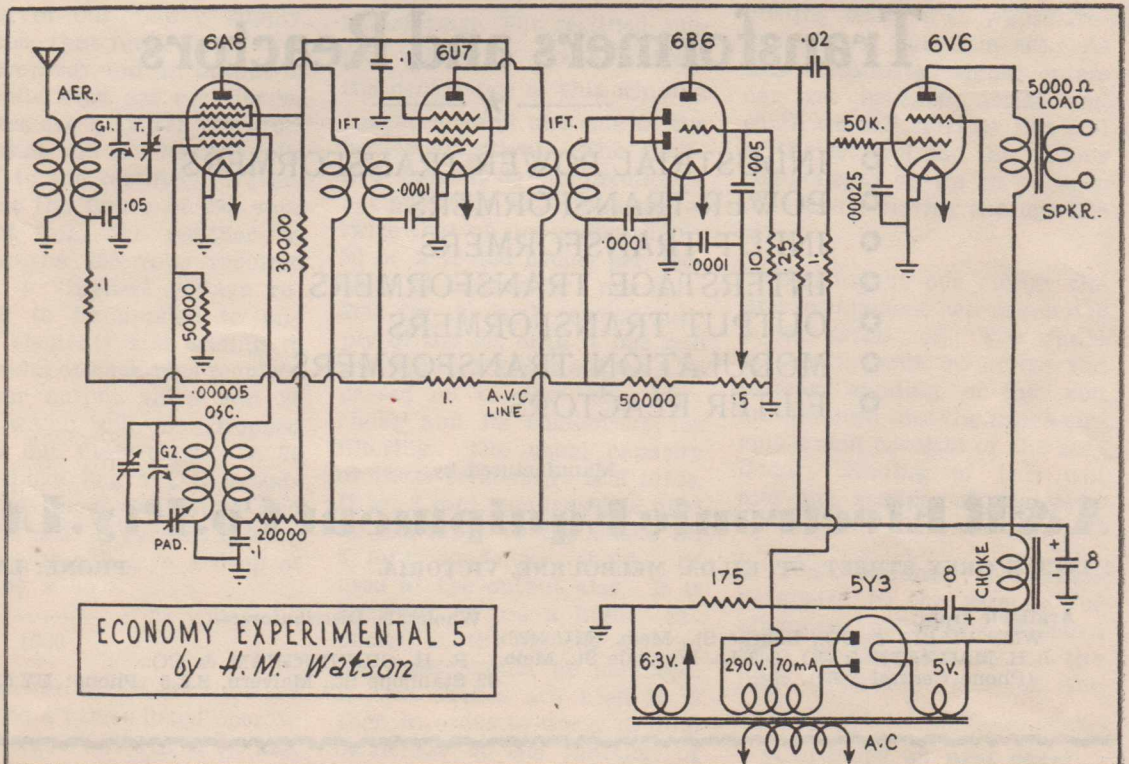 6A8
6U7
6B6
.02
6V6
AER.
G1.
T.
IFT
.1
IFT.
50K.
5000 Ω
LOAD
SPKR.
.05
.0001
.0001
.0001
.00025
.1
50000
30000
10
.25
1.
1.
A.V.C
LINE
50000
.5
.00005
OSC.
G2.
PAD.
.1
20000
ECONOMY EXPERIMENTAL 5
by H. M. Watson
175
5Y3
8
CHOKE
8
6·3v.
290 v.
70mA
5v.
A.C